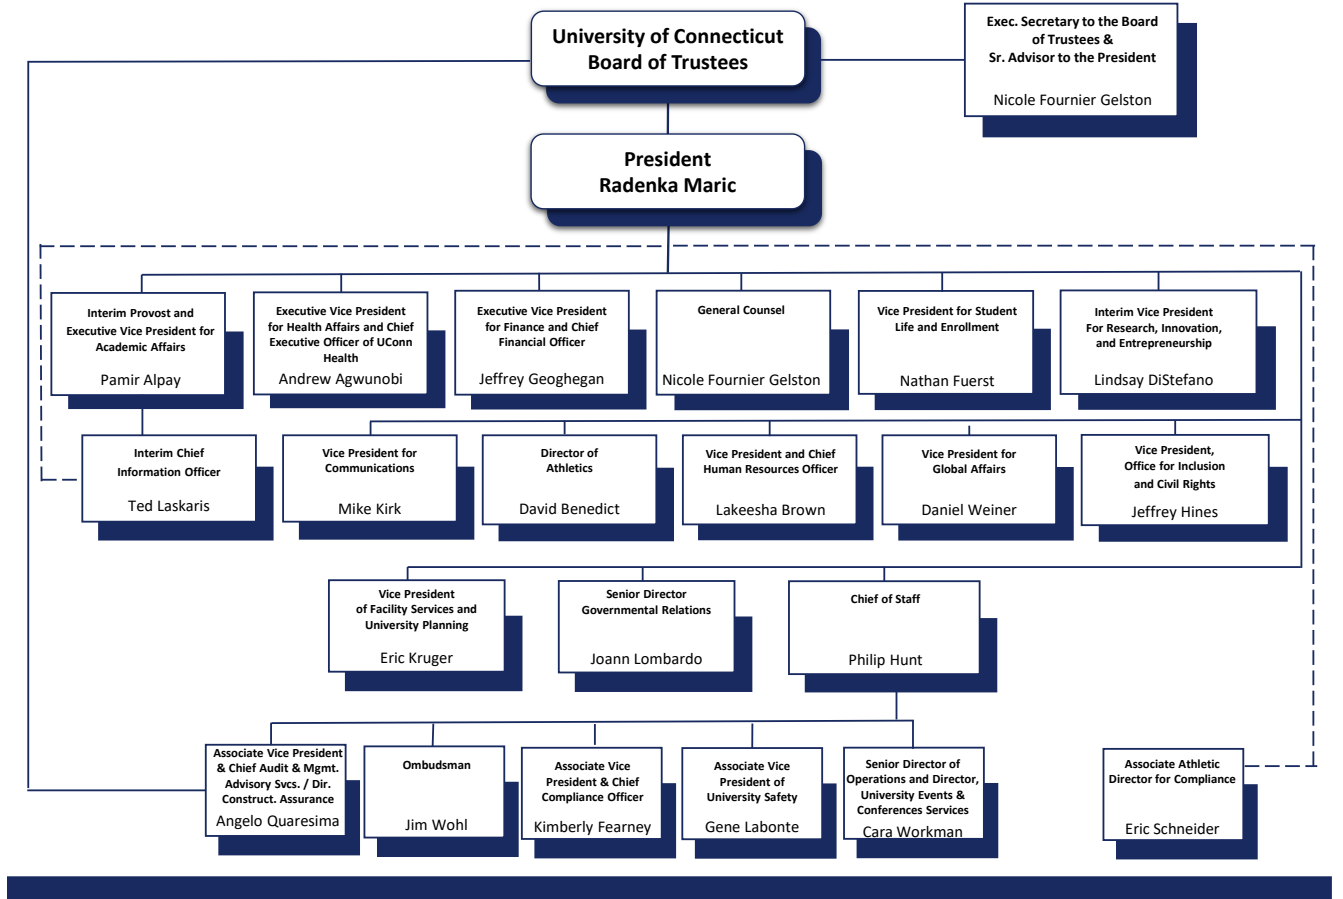 University of Connecticut
Board of Trustees
Exec. Secretary to the Board
of Trustees &
Sr. Advisor to the President
Nicole Fournier Gelston
President
Radenka Maric
Interim Provost and
Executive Vice President for
Academic Affairs
Pamir Alpay
Executive Vice President
for Health Affairs and Chief
Executive Officer of UConn
Health
Andrew Agwunobi
Executive Vice President
for Finance and Chief
Financial Officer
Jeffrey Geoghegan
General Counsel
Nicole Fournier Gelston
Vice President for Student
Life and Enrollment
Nathan Fuerst
Interim Vice President
For Research, Innovation,
and Entrepreneurship
Lindsay DiStefano
Interim Chief
Information Officer
Ted Laskaris
Vice President for
Communications
Mike Kirk
Director of
Athletics
David Benedict
Vice President and Chief
Human Resources Officer
Lakeesha Brown
Vice President for
Global Affairs
Daniel Weiner
Vice President,
Office for Inclusion
and Civil Rights
Jeffrey Hines
Vice President
of Facility Services and
University Planning
Eric Kruger
Senior Director
Governmental Relations
Joann Lombardo
Chief of Staff
Philip Hunt
Associate Vice President
& Chief Audit & Mgmt.
Advisory Svcs. / Dir.
Construct. Assurance
Angelo Quaresima
Ombudsman
Jim Wohl
Associate Vice
President & Chief
Compliance Officer
Kimberly Fearney
Associate Vice
President of
University Safety
Gene Labonte
Senior Director of
Operations and Director,
University Events &
Conferences Services
Cara Workman
Associate Athletic
Director for Compliance
Eric Schneider